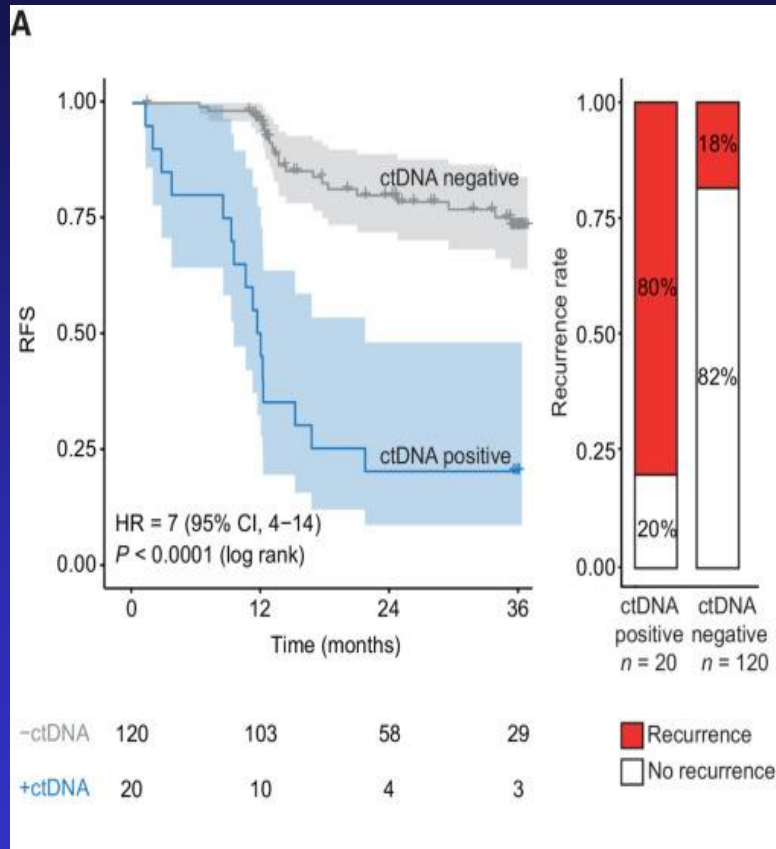 A
1.00
0.75
0.50
0.25
0.00
RFS
ctDNA negative
ctDNA positive
HR = 7 (95% CI, 4–14)
P < 0.0001 (log rank)
0 12 24 36
Time (months)
−ctDNA 120 103 58 29
+ctDNA 20 10 4 3
1.00
0.75
0.50
0.25
0.00
Recurrence rate
80%
20%
18%
82%
ctDNA ctDNA
positive negative
n = 20 n = 120
Recurrence
No recurrence